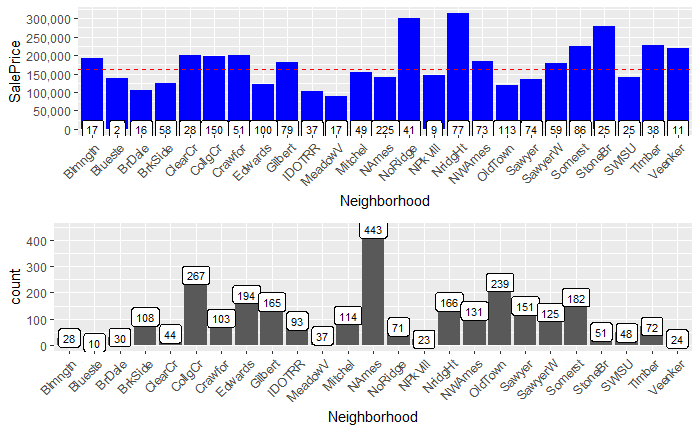 SalePrice
300,000
250,000
200,000
150,000
100,000
50,000
0
17 2 16 58 28 150 51 100 79 37 17 49 225 41 9 77 73 113 74 59 86 25 25 38 11
Blmngtn Blueste BrDale BrkSide ClearCr CollgCr Crawfor Edwards Gilbert IDOTRR MeadowV Mitchel NAmes NoRidge NPkVill NridgHt NWAmes OldTown Sawyer SawyerW Somerst StoneBr SWISU Timber Veenker
Neighborhood
count
400
300
200
100
0
28 10 30 108 44 267 103 194 165 93 37 114 443 71 23 166 131 239 151 125 182 51 48 72 24
Blmngtn Blueste BrDale BrkSide ClearCr CollgCr Crawfor Edwards Gilbert IDOTRR MeadowV Mitchel NAmes NoRidge NPkVill NridgHt NWAmes OldTown Sawyer SawyerW Somerst StoneBr SWISU Timber Veenker
Neighborhood